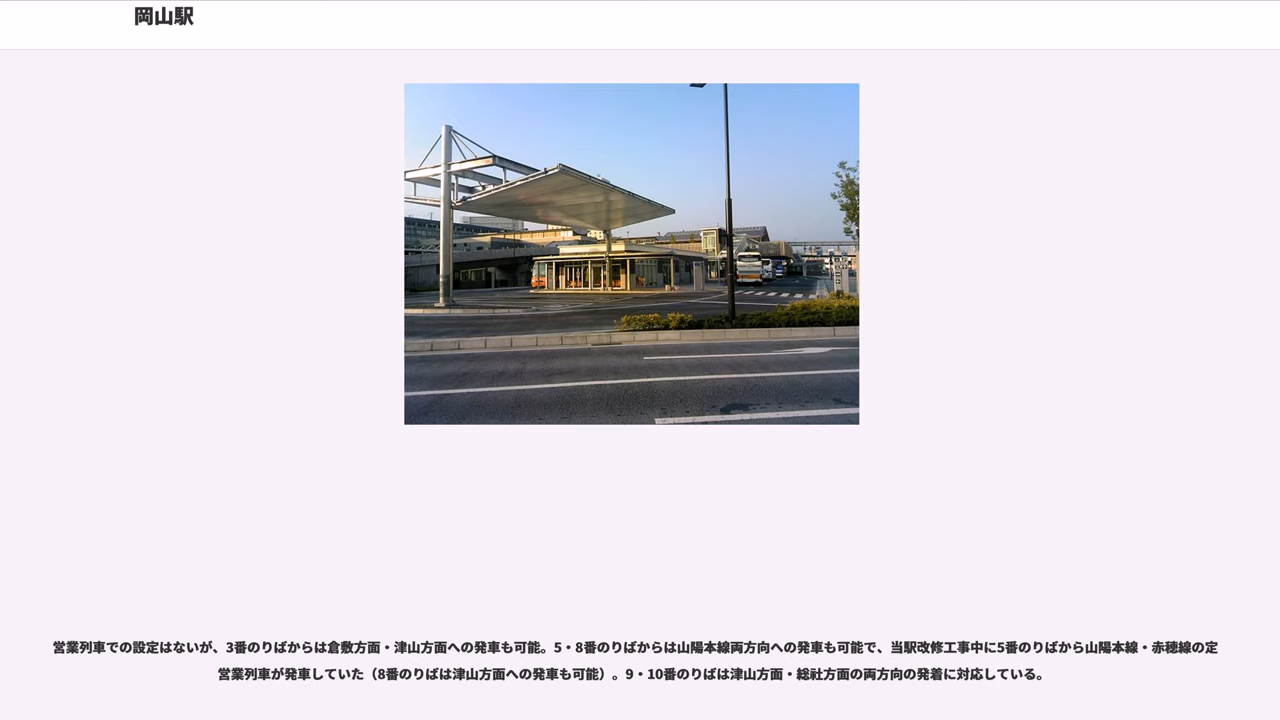 岡山駅
営業列車での設定はないが、3番のりばからは倉敷方面・津山方面への発車も可能。5・8番のりばからは山陽本線両方向への発車も可能で、当駅改修工事中に5番のりばから山陽本線・赤穂線の定
営業列車が発車していた（8番のりばは津山方面への発車も可能）。9・10番のりばは津山方面・総社方面の両方向の発着に対応している。